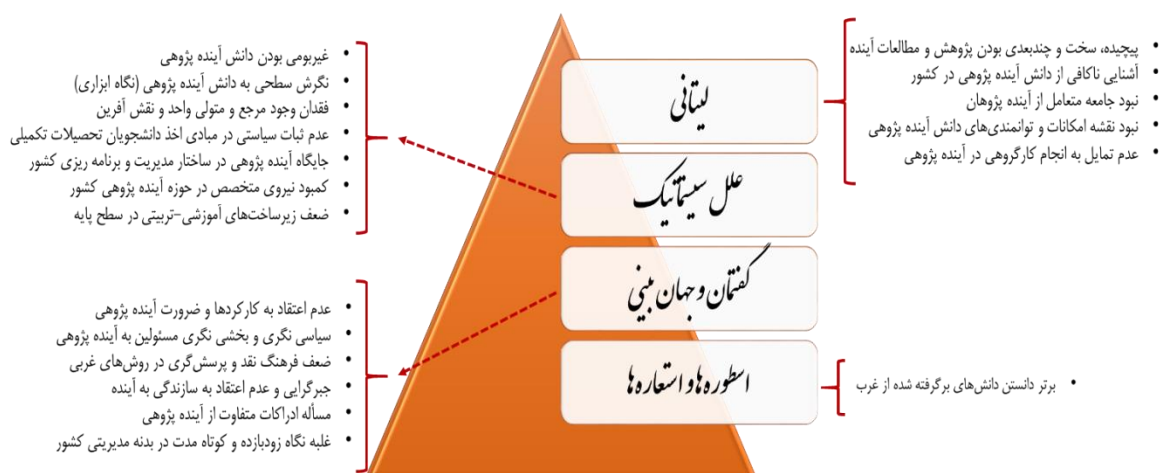 • پیچیده، سخت و چندبعدی بودن پژوهش و مطالعات آینده
• آشنایی ناکافی از دانش آینده پژوهی در کشور
• نبود جامعه متعامل از آینده پژوهان
• نبود نقشه امکانات و توانمندی‌های دانش آینده پژوهی
• عدم تمایل به انجام کارگروهی در آینده پژوهی
لیتانی
علل سیستماتیک
• غیربومی بودن دانش آینده پژوهی
• نگرش سطحی به دانش آینده پژوهی (نگاه ابزاری)
• فقدان وجود مرجع و متولی واحد و نقش آفرین
• عدم ثبات سیاستی در مبادی اخذ دانشجویان تحصیلات تکمیلی
• جایگاه آینده پژوهی در ساختار مدیریت و برنامه ریزی کشور
• کمبود نیروی متخصص در حوزه آینده پژوهی کشور
• ضعف زیرساخت‌های آموزشی-تربیتی در سطح پایه
گفتمان و جهان بینی
• عدم اعتقاد به کارکردها و ضرورت آینده پژوهی
• سیاسی نگری و بخشی نگری مسئولین به آینده پژوهی
• ضعف فرهنگ نقد و پرسش‌گری در روش‌های غربی
• جبرگرایی و عدم اعتقاد به سازندگی به آینده
• مسأله ادراکات متفاوت از آینده پژوهی
• غلبه نگاه زودبازده و کوتاه مدت در بدنه مدیریتی کشور
اسطوره ها و استعاره ها
• برتر دانستن دانش‌های برگرفته شده از غرب